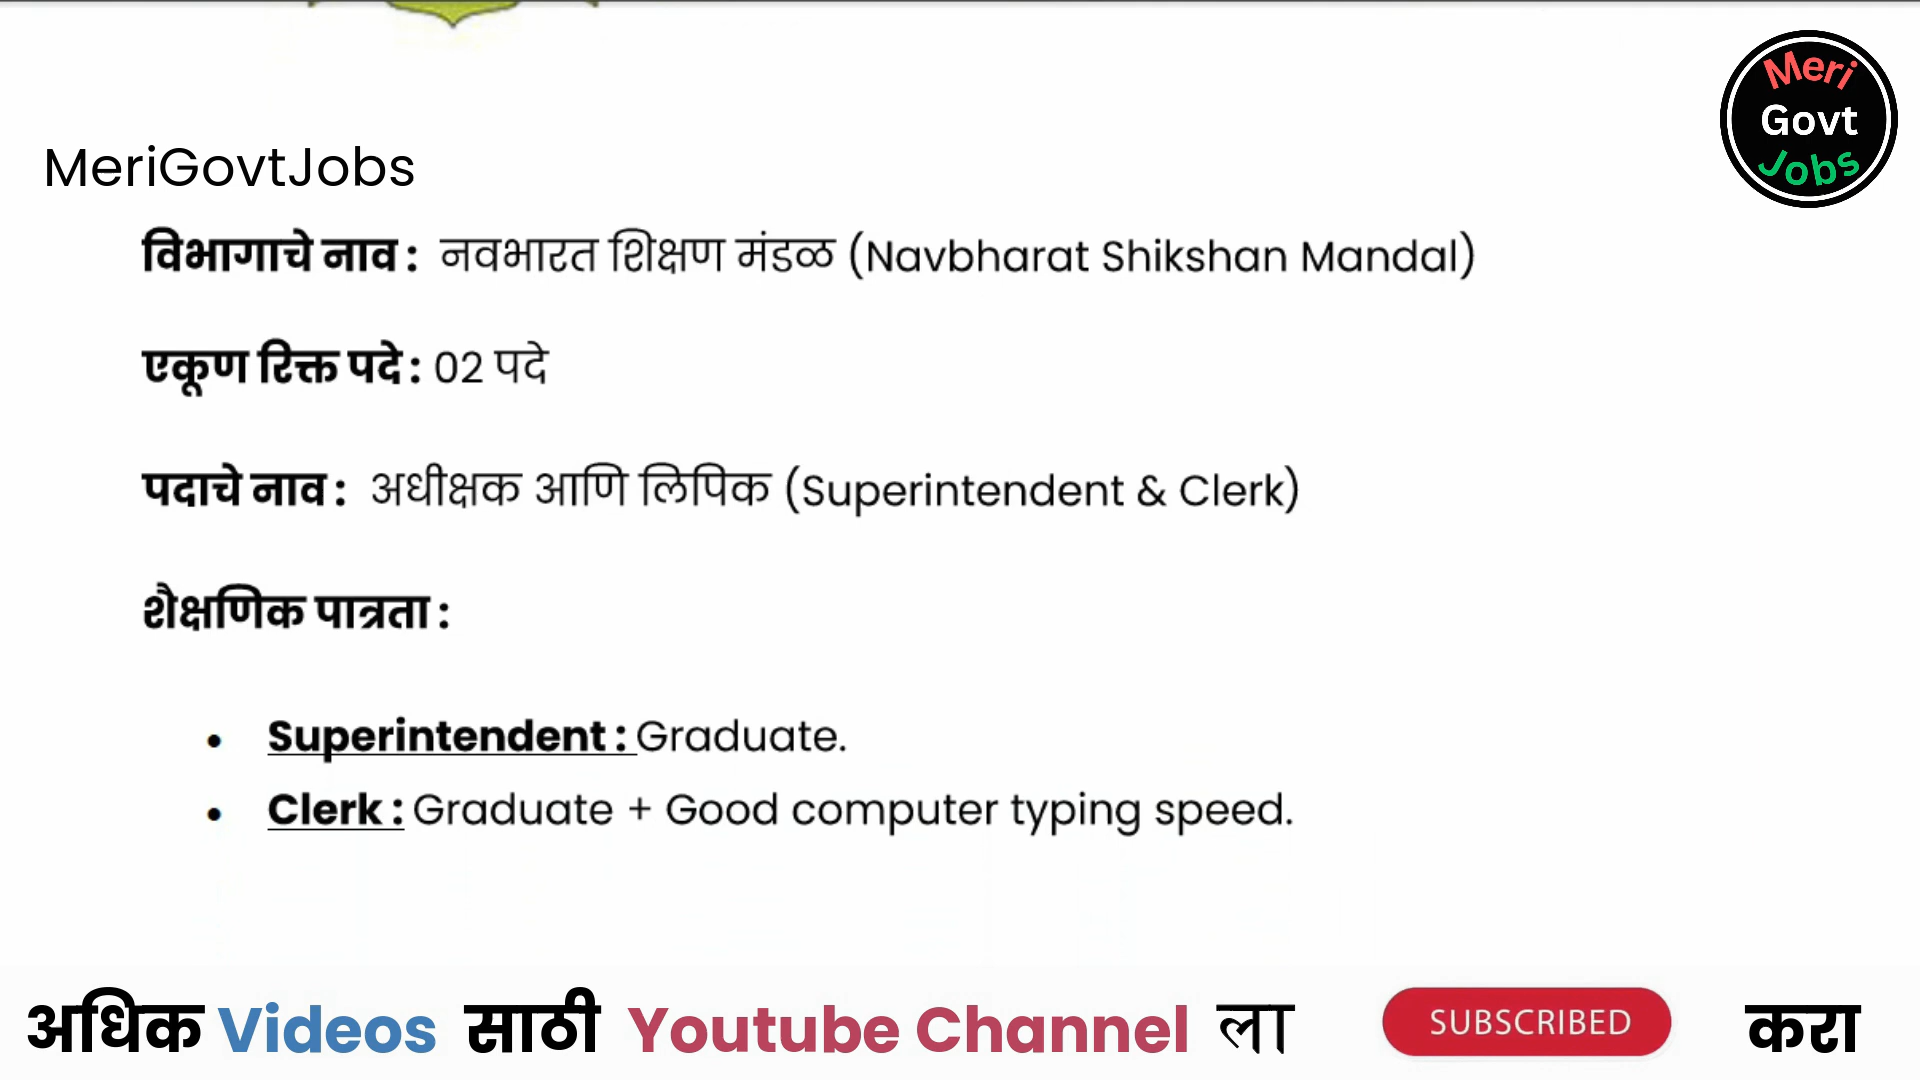 Meri
Govt
Jobs
MeriGovtJobs
विभागाचे नाव : नवभारत शिक्षण मंडळ (Navbharat Shikshan Mandal)
एकूण रिक्त पदे : 02 पदे
पदाचे नाव : अधीक्षक आणि लिपिक (Superintendent & Clerk)
शैक्षणिक पात्रता :
• Superintendent : Graduate.
• Clerk : Graduate + Good computer typing speed.
अधिक Videos साठी Youtube Channel ला SUBSCRIBED करा